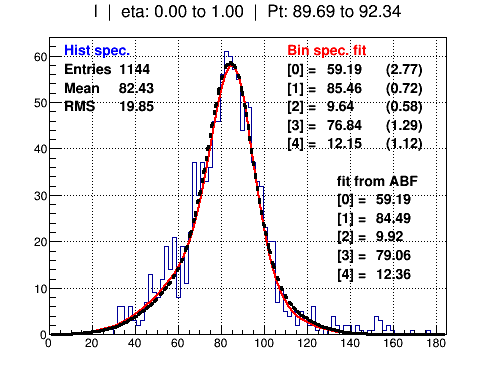 I | eta: 0.00 to 1.00 | Pt: 89.69 to 92.34
Hist spec.
Entries 1144
Mean 82.43
RMS 19.85
Bin spec. fit
[0] = 59.19 (2.77)
[1] = 85.46 (0.72)
[2] = 9.64 (0.58)
[3] = 76.84 (1.29)
[4] = 12.15 (1.12)
fit from ABF
[0] = 59.19
[1] = 84.49
[2] = 9.92
[3] = 79.06
[4] = 12.36
60
50
40
30
20
10
0
0 20 40 60 80 100 120 140 160 180